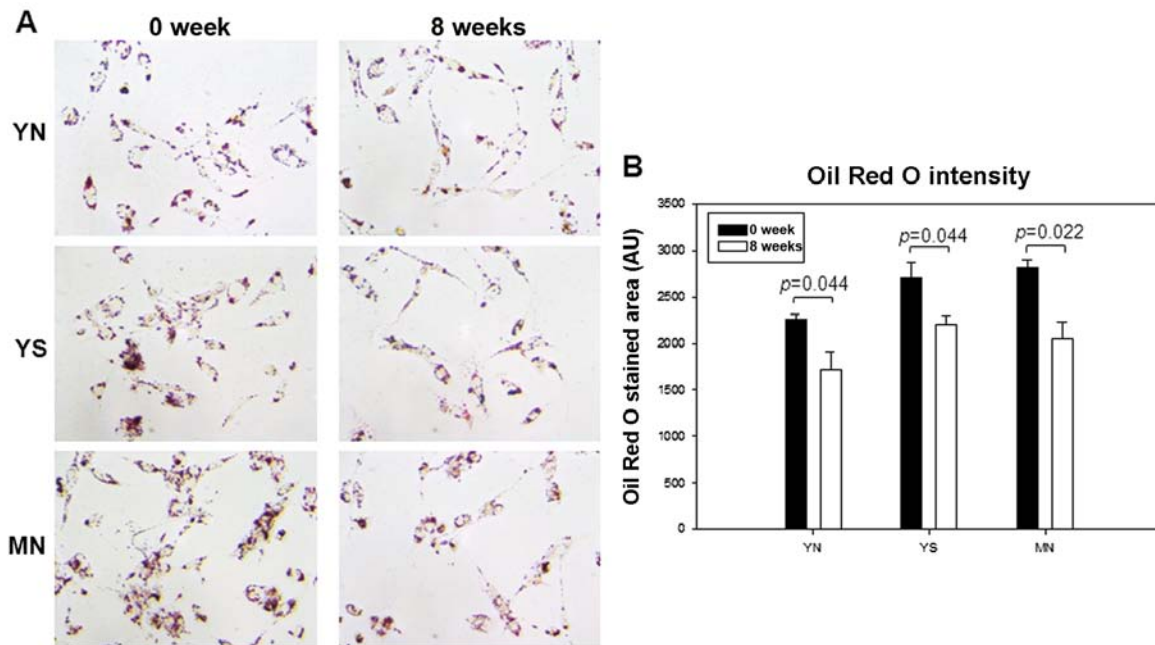 A
0 week
8 weeks
YN
YS
MN
B
Oil Red O intensity
Oil Red O stained area (AU)
3500
3000
2500
2000
1500
1000
500
0
0 week
8 weeks
p=0.044
p=0.044
p=0.022
YN
YS
MN